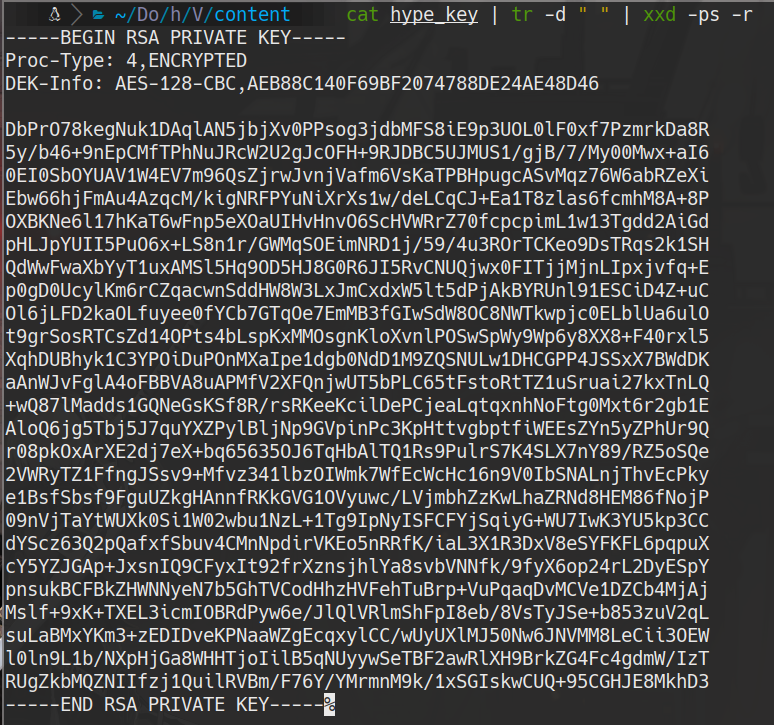 ~/Do/h/V/content cat hype_key | tr -d " " | xxd -ps -r
-----BEGIN RSA PRIVATE KEY-----
Proc-Type: 4,ENCRYPTED
DEK-Info: AES-128-CBC,AEB88C140F69BF2074788DE24AE48D46
DbPrO78kegNuk1DAqlAN5jbjXv0PPsog3jdbMFS8iE9p3UOL0lF0xf7PzmrkDa8R
5y/b46+9nEpCMfTPhNuJRcW2U2gJcOFH+9RJDBC5UJMUS1/gjB/7/My00Mwx+aI6
0EI0SbOYUAV1W4EV7m96QsZjrwJvnjVafm6VsKaTPBHpugcASvMqz76W6abRZeXi
Ebw66hjFmAu4AzqcM/kigNRFPYuNiXrXs1w/deLCqCJ+Ea1T8zlas6fcmhM8A+8P
OXBKNe6l17hKaT6wFnp5eXOaUIHvHnvO6ScHVWRrZ70fcpcpimL1w13Tgdd2AiGd
pHLJpYUII5PuO6x+LS8n1r/GWMqSOEimNRD1j/59/4u3ROrTCKeo9DsTRqs2k1SH
QdWwFwaXbYyT1uxAMSl5Hq9OD5HJ8G0R6JI5RvCNUQjwx0FITjjMjnLIpxjvfq+E
p0gD0UcylKm6rCZqacwnSddHW8W3LxJmCxdxW5lt5dPjAkBYRUnl91ESCiD4Z+uC
Ol6jLFD2kaOLfuyee0fYCb7GTqOe7EmMB3fGIwSdW8OC8NWTkwpjc0ELblUa6ulO
t9grSosRTCsZd14OPts4bLspKxMMOsgnKloXvnlPOSwSpWy9Wp6y8XX8+F40rxl5
XqhDUBhyk1C3YPOiDuPOnMXaIpe1dgb0NdD1M9ZQSNULw1DHCGPP4JSSxX7BWdDK
aAnWJvFglA4oFBBVA8uAPMfV2XFQnjwUT5bPLC65tFstoRtTZ1uSruai27kxTnLQ
+wQ87lMadds1GQNeGsKSf8R/rsRKeeKcilDePCjeaLqtqxnhNoFtg0Mxt6r2gb1E
AloQ6jg5Tbj5J7quYXZPylBljNp9GVpinPc3KpHttvgbptfiWEEsZYn5yZPhUr9Q
r08pkOxArXE2dj7eX+bq65635OJ6TqHbAlTQ1Rs9PulrS7K4SLX7nY89/RZ5oSQe
2VWRyTZ1FfngJSsv9+Mfvz341lbzOIWmk7WfEcWcHc16n9V0IbSNALnjThvEcPky
e1BsfSbsf9FguUZkgHAnnfRKkGVG1OVyuwc/LVjmbhZzKwLhaZRNd8HEM86fNojP
09nVjTaYtWUXk0Si1W02wbu1NzL+1Tg9IpNyISFCFYjSqiyG+WU7IwK3YU5kp3CC
dYScz63Q2pQafxfSbuv4CMnNpdirVKEo5nRRfK/iaL3X1R3DxV8eSYFKFL6pqpuX
cY5YZJGAp+JxsnIQ9CFyxIt92frXznsjhlYa8svbVNNfk/9fyX6op24rL2DyESpY
pnsukBCFBkZHWNNyeN7b5GhTVCodHhzHVFehTuBrp+VuPqaqDvMCVe1DZCb4MjAj
Mslf+9xK+TXEL3icmIOBRdPyw6e/JlQlVRlmShFpI8eb/8VsTyJSe+b853zuV2qL
suLaBMxYKm3+zEDIDveKPNaaWZgEcqxylCC/wUyUXlMJ50Nw6JNVMM8LeCii3OEW
l0ln9L1b/NXpHjGa8WHHTjoIilB5qNUyywSeTBF2awRlXH9BrkZG4Fc4gdmW/IzT
RUgZkbMQZNIIfzj1QuilRVBm/F76Y/YMrmnM9k/1xSGIskwCUQ+95CGHJE8MkhD3
-----END RSA PRIVATE KEY-----%